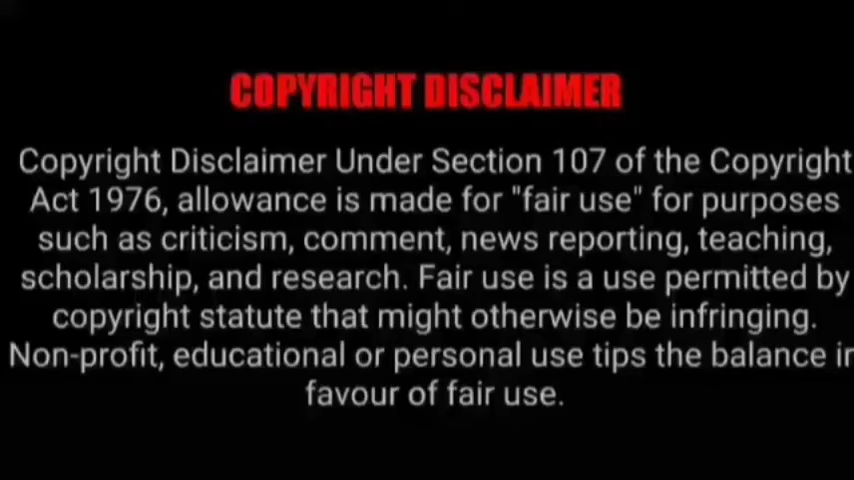 COPYRIGHT DISCLAIMER
Copyright Disclaimer Under Section 107 of the Copyright
Act 1976, allowance is made for "fair use" for purposes
such as criticism, comment, news reporting, teaching,
scholarship, and research. Fair use is a use permitted by
copyright statute that might otherwise be infringing.
Non-profit, educational or personal use tips the balance in
favour of fair use.